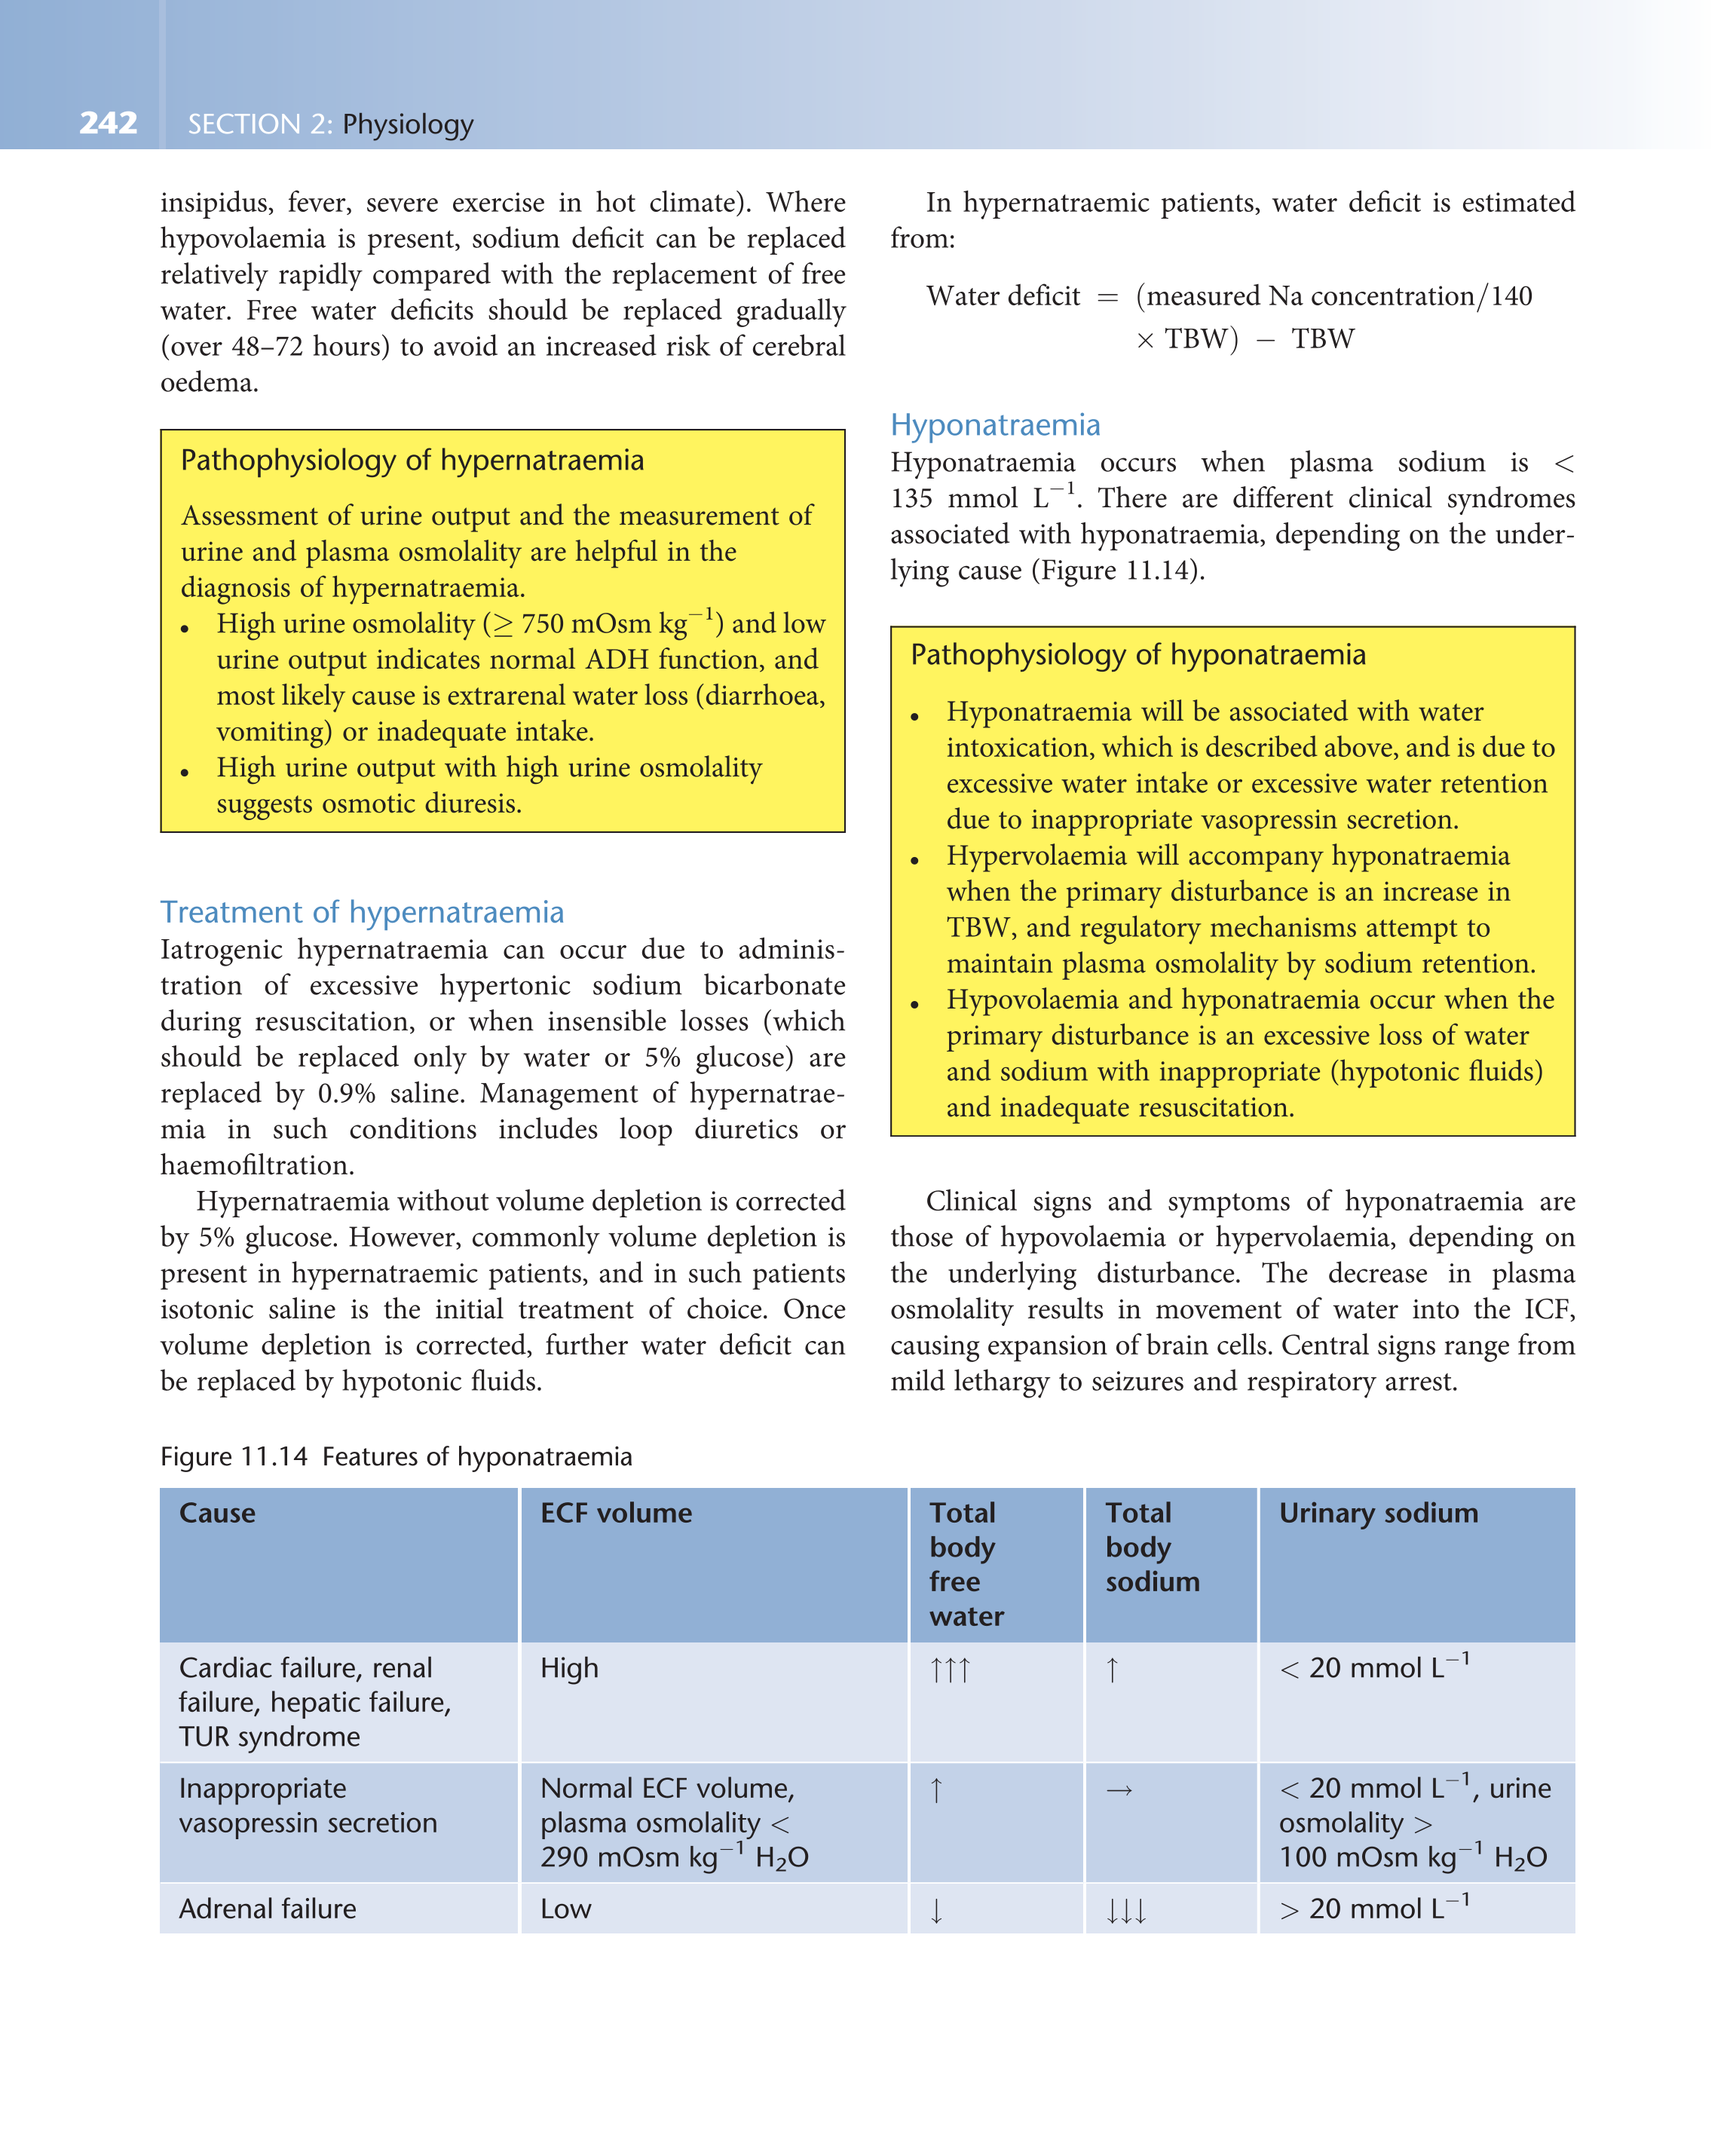 242 SECTION 2: Physiology
insipidus, fever, severe exercise in hot climate). Where
hypovolaemia is present, sodium deficit can be replaced
relatively rapidly compared with the replacement of free
water. Free water deficits should be replaced gradually
(over 48–72 hours) to avoid an increased risk of cerebral
oedema.
Pathophysiology of hypernatraemia
Assessment of urine output and the measurement of
urine and plasma osmolality are helpful in the
diagnosis of hypernatraemia.
• High urine osmolality (≥ 750 mOsm kg⁻¹) and low
urine output indicates normal ADH function, and
most likely cause is extrarenal water loss (diarrhoea,
vomiting) or inadequate intake.
• High urine output with high urine osmolality
suggests osmotic diuresis.
Treatment of hypernatraemia
Iatrogenic hypernatraemia can occur due to adminis-
tration of excessive hypertonic sodium bicarbonate
during resuscitation, or when insensible losses (which
should be replaced only by water or 5% glucose) are
replaced by 0.9% saline. Management of hypernatrae-
mia in such conditions includes loop diuretics or
haemofiltration.
Hypernatraemia without volume depletion is corrected
by 5% glucose. However, commonly volume depletion is
present in hypernatraemic patients, and in such patients
isotonic saline is the initial treatment of choice. Once
volume depletion is corrected, further water deficit can
be replaced by hypotonic fluids.
In hypernatraemic patients, water deficit is estimated
from:
Water deficit = (measured Na concentration/140
× TBW) − TBW
Hyponatraemia
Hyponatraemia occurs when plasma sodium is <
135 mmol L⁻¹. There are different clinical syndromes
associated with hyponatraemia, depending on the under-
lying cause (Figure 11.14).
Pathophysiology of hyponatraemia
• Hyponatraemia will be associated with water
intoxication, which is described above, and is due to
excessive water intake or excessive water retention
due to inappropriate vasopressin secretion.
• Hypervolaemia will accompany hyponatraemia
when the primary disturbance is an increase in
TBW, and regulatory mechanisms attempt to
maintain plasma osmolality by sodium retention.
• Hypovolaemia and hyponatraemia occur when the
primary disturbance is an excessive loss of water
and sodium with inappropriate (hypotonic fluids)
and inadequate resuscitation.
Clinical signs and symptoms of hyponatraemia are
those of hypovolaemia or hypervolaemia, depending on
the underlying disturbance. The decrease in plasma
osmolality results in movement of water into the ICF,
causing expansion of brain cells. Central signs range from
mild lethargy to seizures and respiratory arrest.
Figure 11.14 Features of hyponatraemia
Cause
ECF volume
Total
body
free
water
Total
body
sodium
Urinary sodium
Cardiac failure, renal
failure, hepatic failure,
TUR syndrome
High
↑↑↑
↑
< 20 mmol L⁻¹
Inappropriate
vasopressin secretion
Normal ECF volume,
plasma osmolality <
290 mOsm kg⁻¹ H₂O
↑
→
< 20 mmol L⁻¹, urine
osmolality >
100 mOsm kg⁻¹ H₂O
Adrenal failure
Low
↓
↓↓↓
> 20 mmol L⁻¹